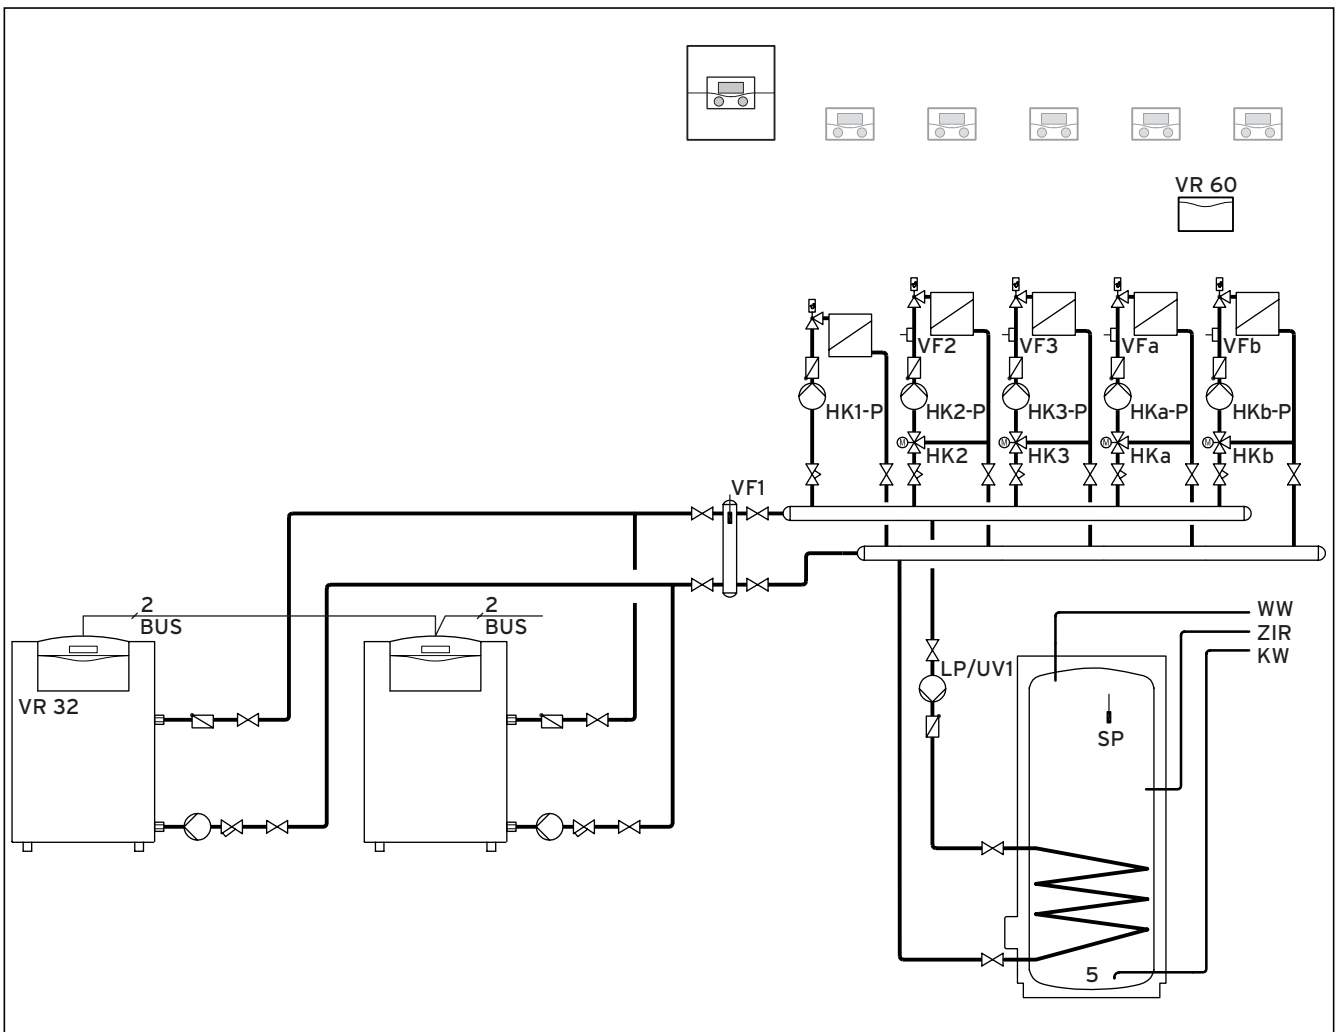 VR 60
VF2
VF3
VFa
VFb
HK1-P
HK2-P
HK3-P
HKa-P
HKb-P
M
HK2
M
HK3
M
HKa
M
HKb
VF1
2
BUS
2
BUS
WW
ZIR
KW
LP/UV1
VR 32
SP
5